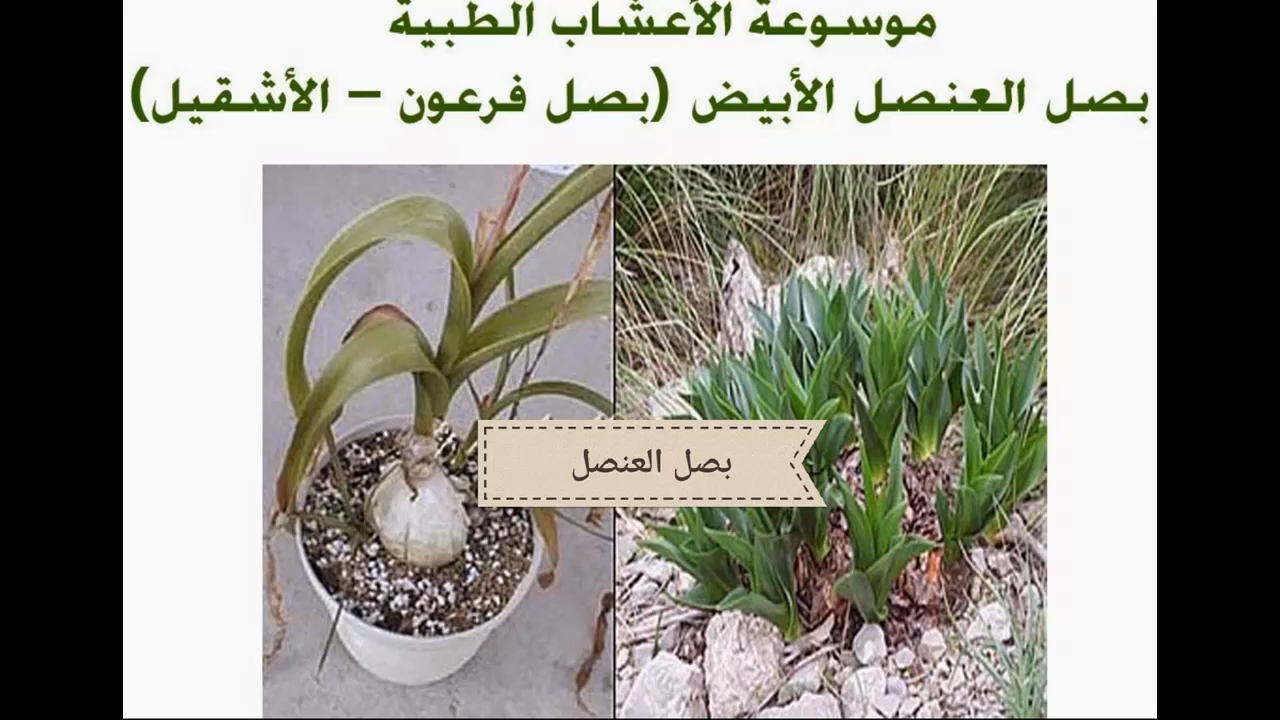 موسوعة الأعشاب الطبية
بصل العنصل الأبيض (بصل فرعون – الأشقيل)
بصل العنصل